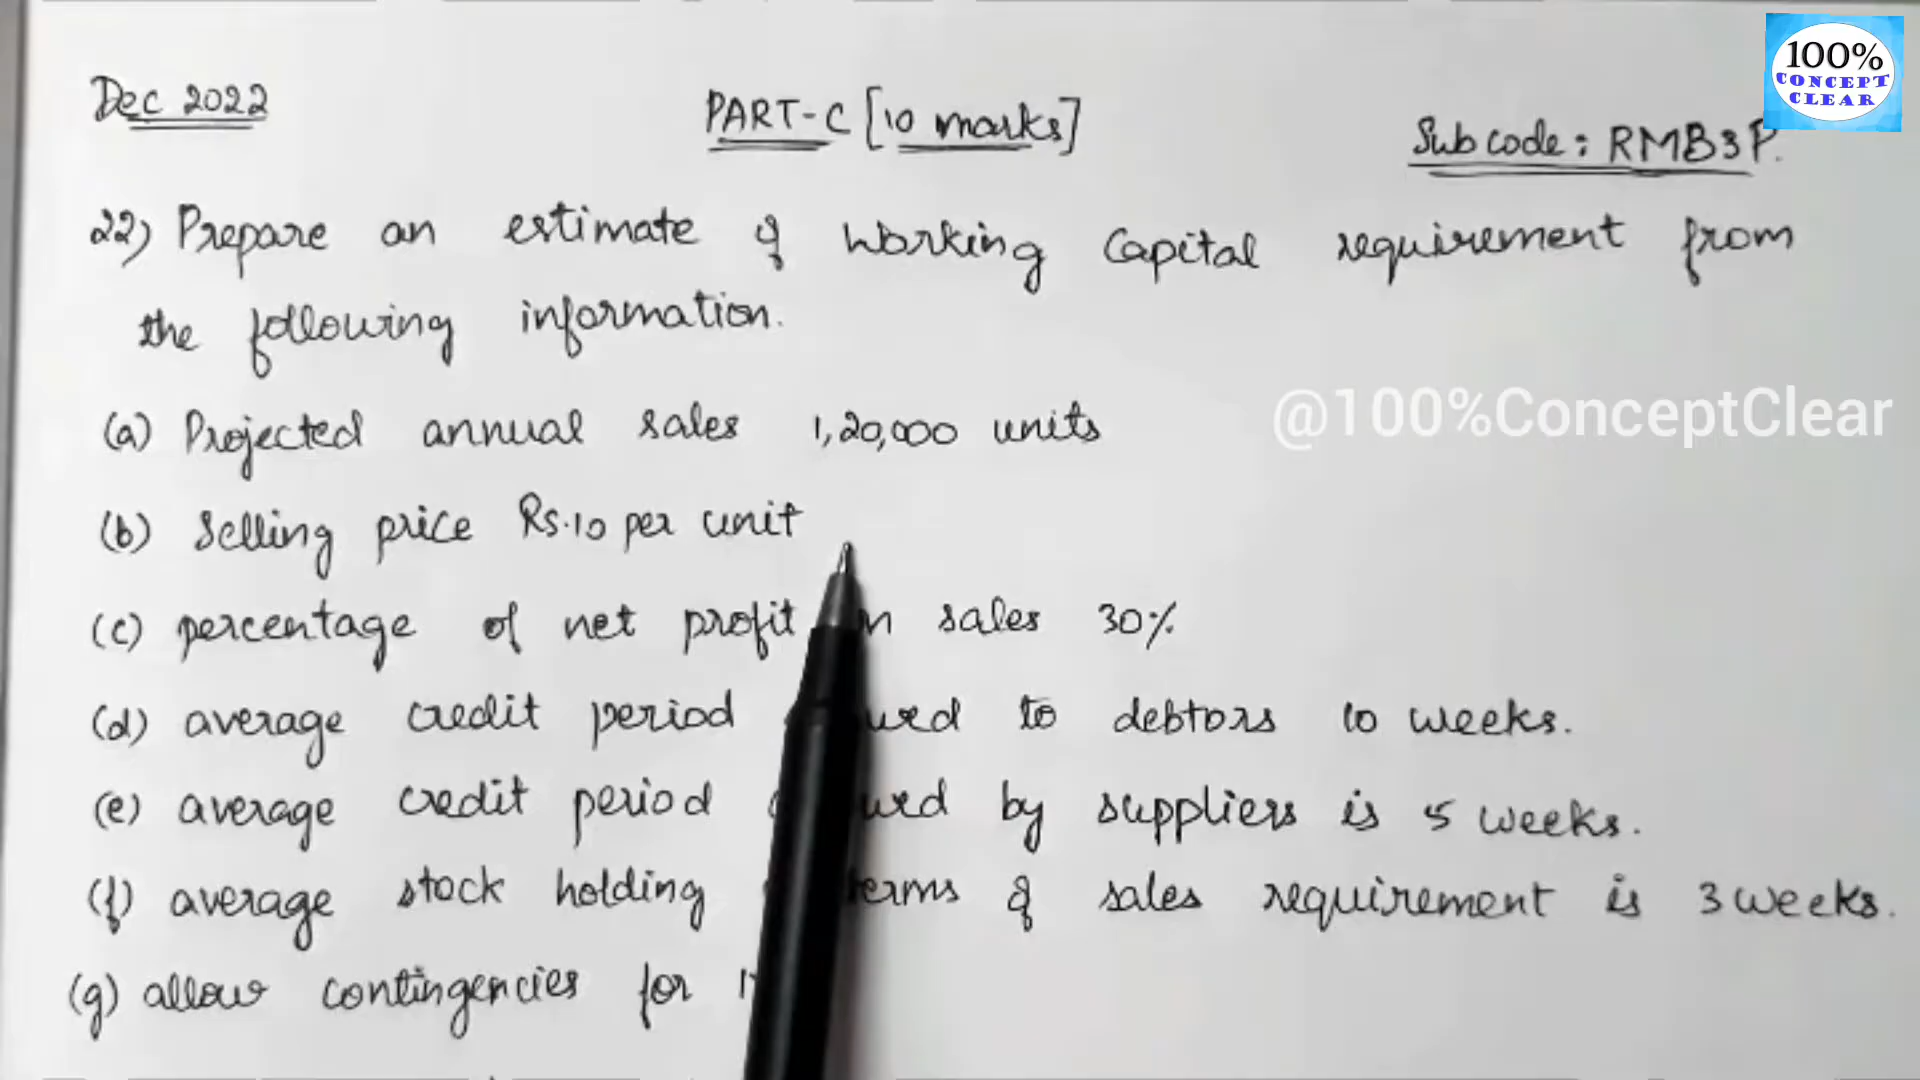 100%
CONCEPT
CLEAR
Dec 2022
PART-C [10 marks]
Sub code: RMB3P.
22) Prepare an estimate of Working Capital requirement from
the following information.
@100%ConceptClear
(a) Projected annual sales 1,20,000 units
(b) Selling price Rs.10 per unit
(c) percentage of net profit sales 30%
(d) average credit period to debtors 10 weeks.
(e) average credit period by suppliers is 5 weeks.
(f) average stock holding terms of sales requirement is 3 weeks.
(g) allow contingencies for